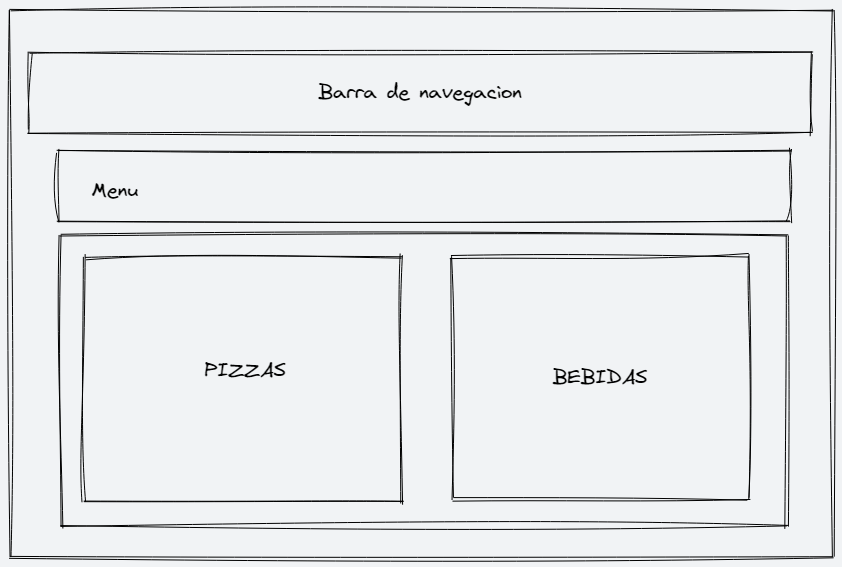 Barra de navegacion
Menu
PIZZAS
BEBIDAS